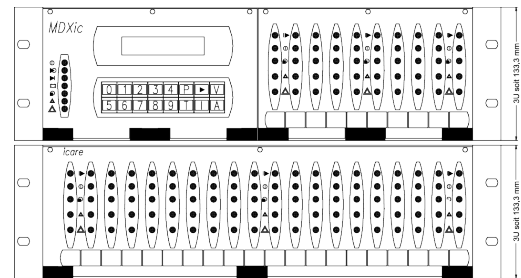 MDXic
0 1 2 3 4 P ► V
5 6 7 8 9 T I A
3U soit 133,3 mm
icare
3U soit 133,3 mm